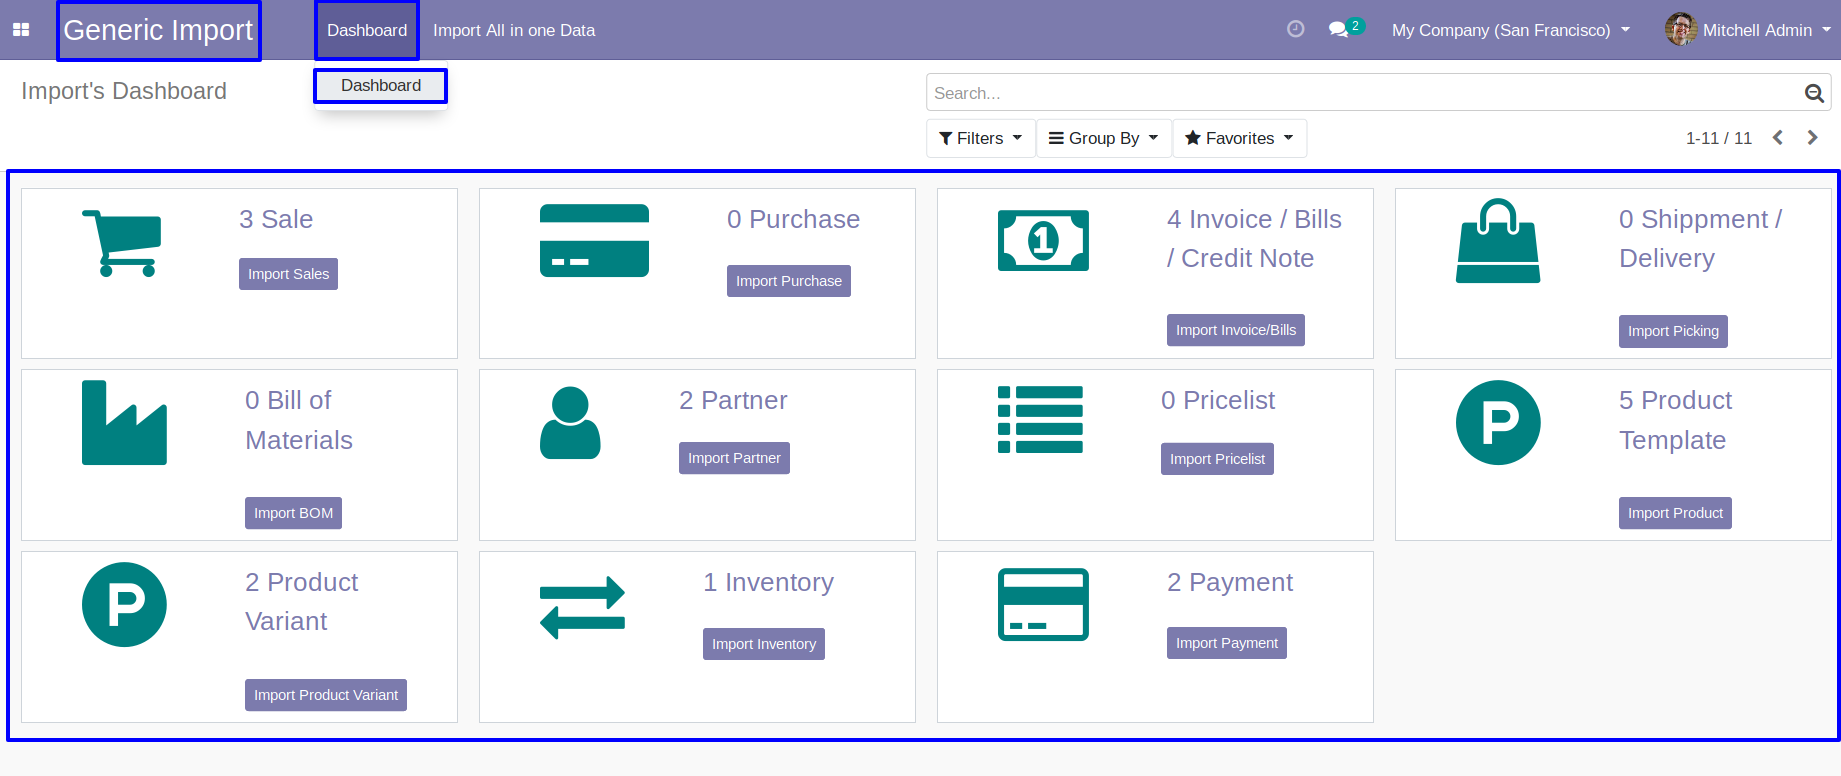 Generic Import
Dashboard
Import All in one Data
2
My Company (San Francisco)
Mitchell Admin
Import's Dashboard
Dashboard
Search...
Filters
Group By
Favorites
1-11 / 11
3 Sale
Import Sales
0 Purchase
Import Purchase
1
4 Invoice / Bills
/ Credit Note
Import Invoice/Bills
0 Shippment /
Delivery
Import Picking
0 Bill of
Materials
Import BOM
2 Partner
Import Partner
0 Pricelist
Import Pricelist
P
5 Product
Template
Import Product
P
2 Product
Variant
Import Product Variant
1 Inventory
Import Inventory
2 Payment
Import Payment